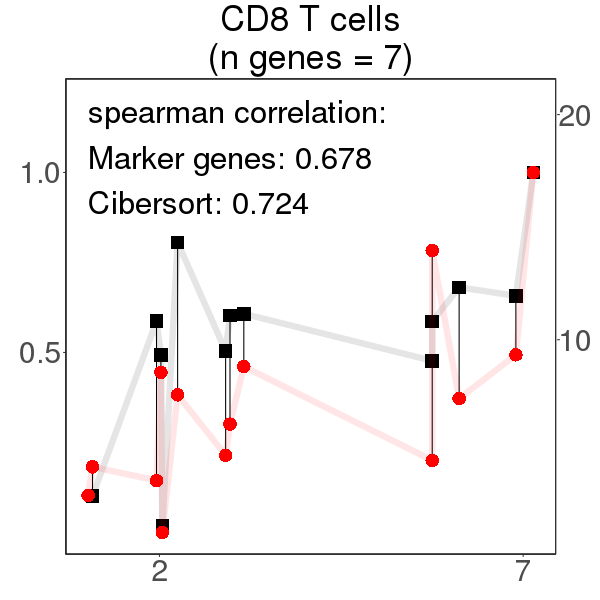 CD8 T cells
(n genes = 7)
spearman correlation:
Marker genes: 0.678
Cibersort: 0.724
1.0
0.5
20
10
2
7